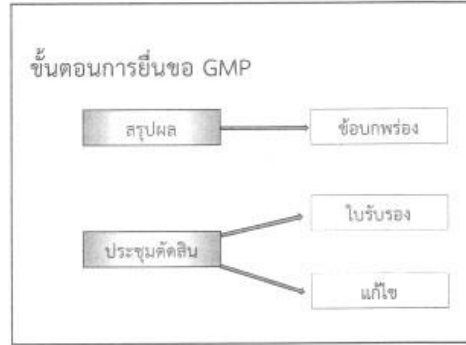 ขั้นตอนการยื่นขอ GMP
สรุปผล
ข้อบกพร่อง
ประชุมตัดสิน
ใบรับรอง
แก้ไข